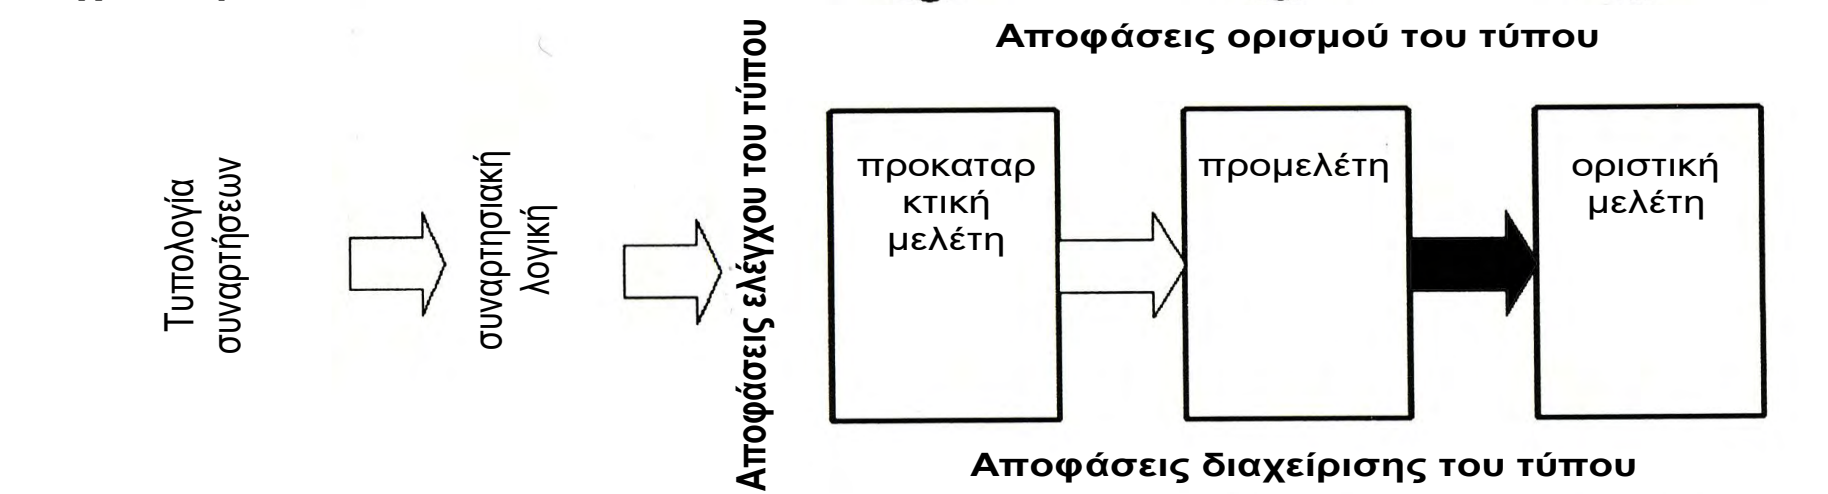 Τυπολογία
συναρτήσεων
συναρτησιακή
λογική
Αποφάσεις ελέγχου του τύπου
Αποφάσεις ορισμού του τύπου
προκαταρ
κτική
μελέτη
προμελέτη
οριστική
μελέτη
Αποφάσεις διαχείρισης του τύπου